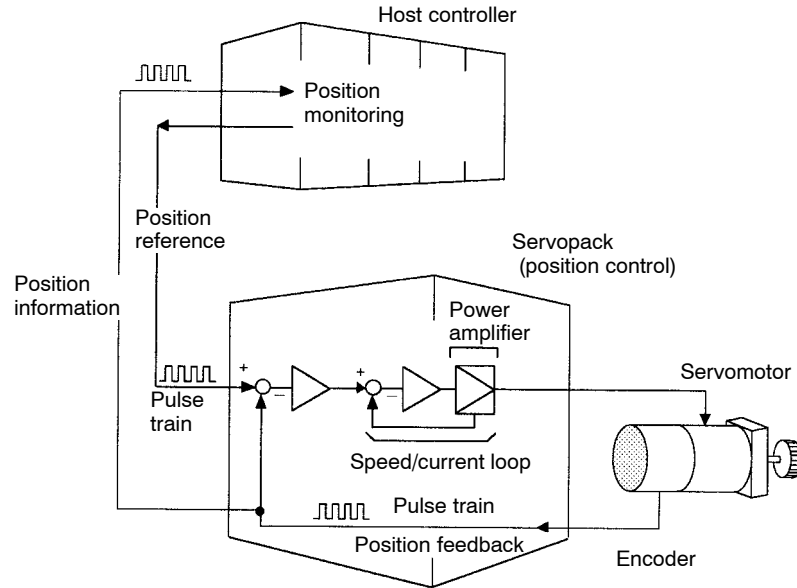 Host controller
Position
monitoring
Position
reference
Position
information
Servopack
(position control)
Power
amplifier
Servomotor
+
−
+
−
Pulse
train
Speed/current loop
Pulse train
Position feedback
Encoder